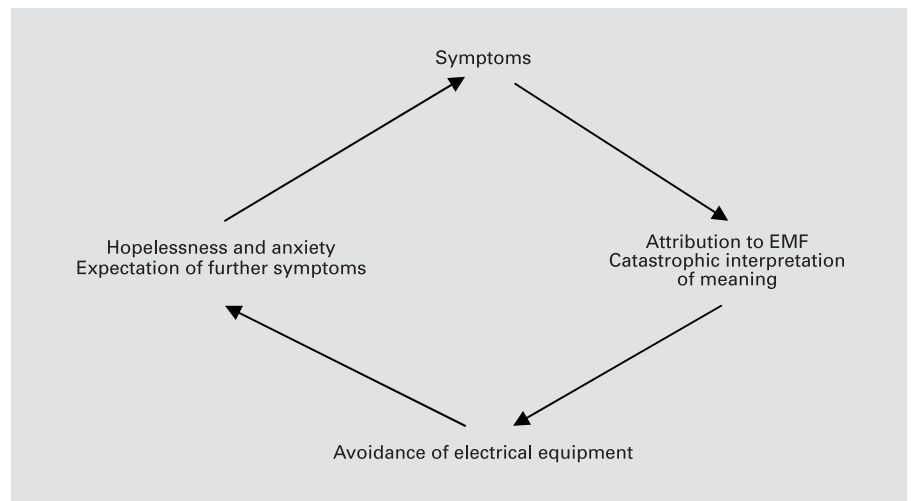 Symptoms
Hopelessness and anxiety
Expectation of further symptoms
Attribution to EMF
Catastrophic interpretation
of meaning
Avoidance of electrical equipment